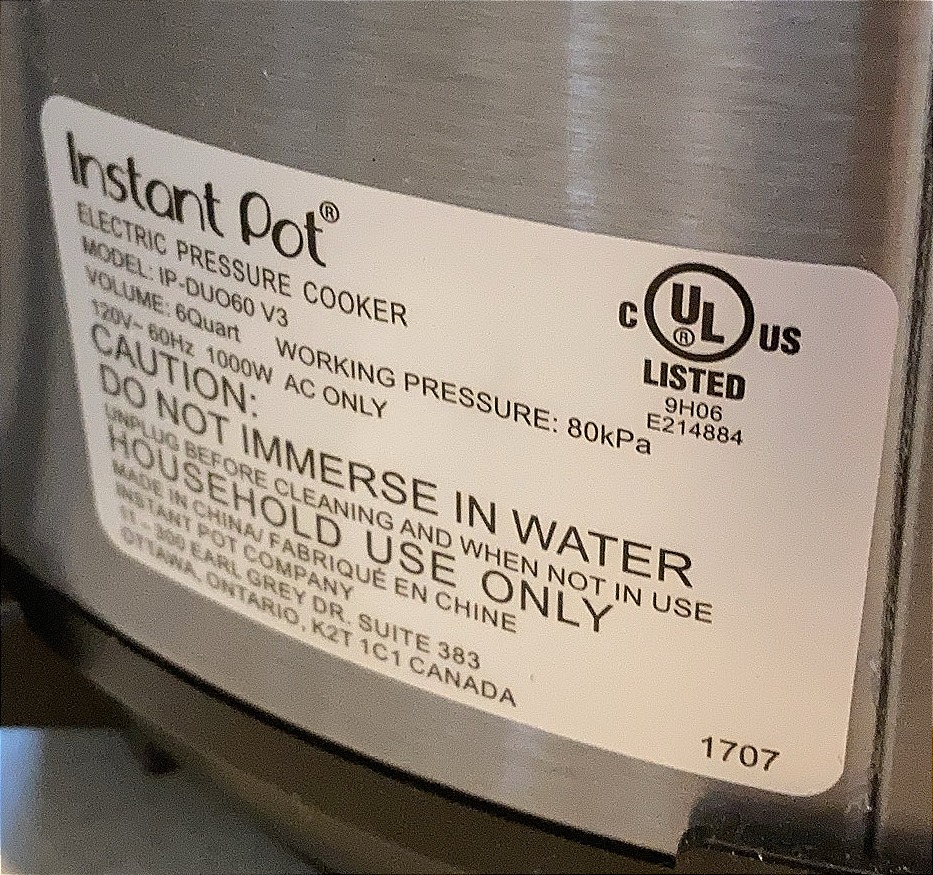 Instant Pot®
ELECTRIC PRESSURE COOKER
MODEL: IP-DUO60 V3
VOLUME: 6Quart WORKING PRESSURE: 80kPa
120V~ 60Hz 1000W AC ONLY
CAUTION:
DO NOT IMMERSE IN WATER
UNPLUG BEFORE CLEANING AND WHEN NOT IN USE
HOUSEHOLD USE ONLY
MADE IN CHINA/ FABRIQUÉ EN CHINE
INSTANT POT COMPANY
11 – 300 EARL GREY DR. SUITE 383
OTTAWA, ONTARIO, K2T 1C1 CANADA
C UL® US
LISTED
9H06
E214884
1707